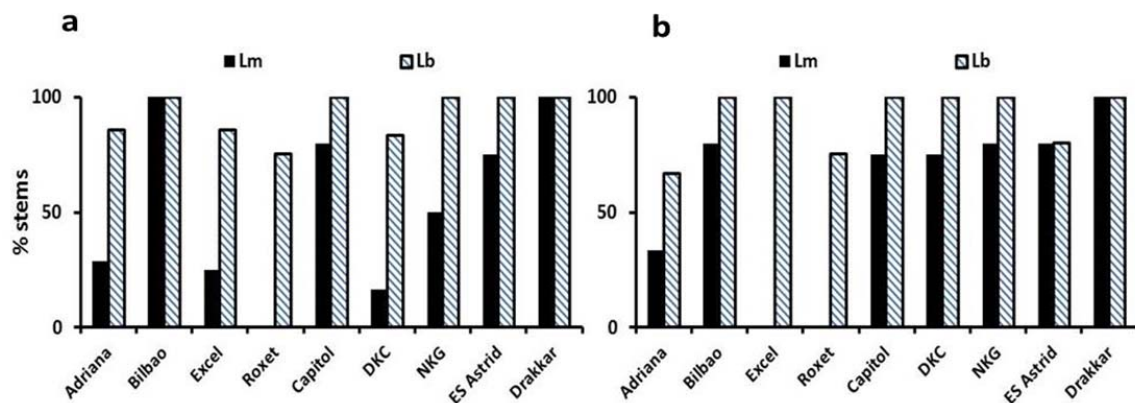 a
Lm Lb
% stems
100
50
0
Adriana
Bilbao
Excel
Roxet
Capitol
DKC
NKG
ES Astrid
Drakkar
b
Lm Lb
100
50
0
Adriana
Bilbao
Excel
Roxet
Capitol
DKC
NKG
ES Astrid
Drakkar